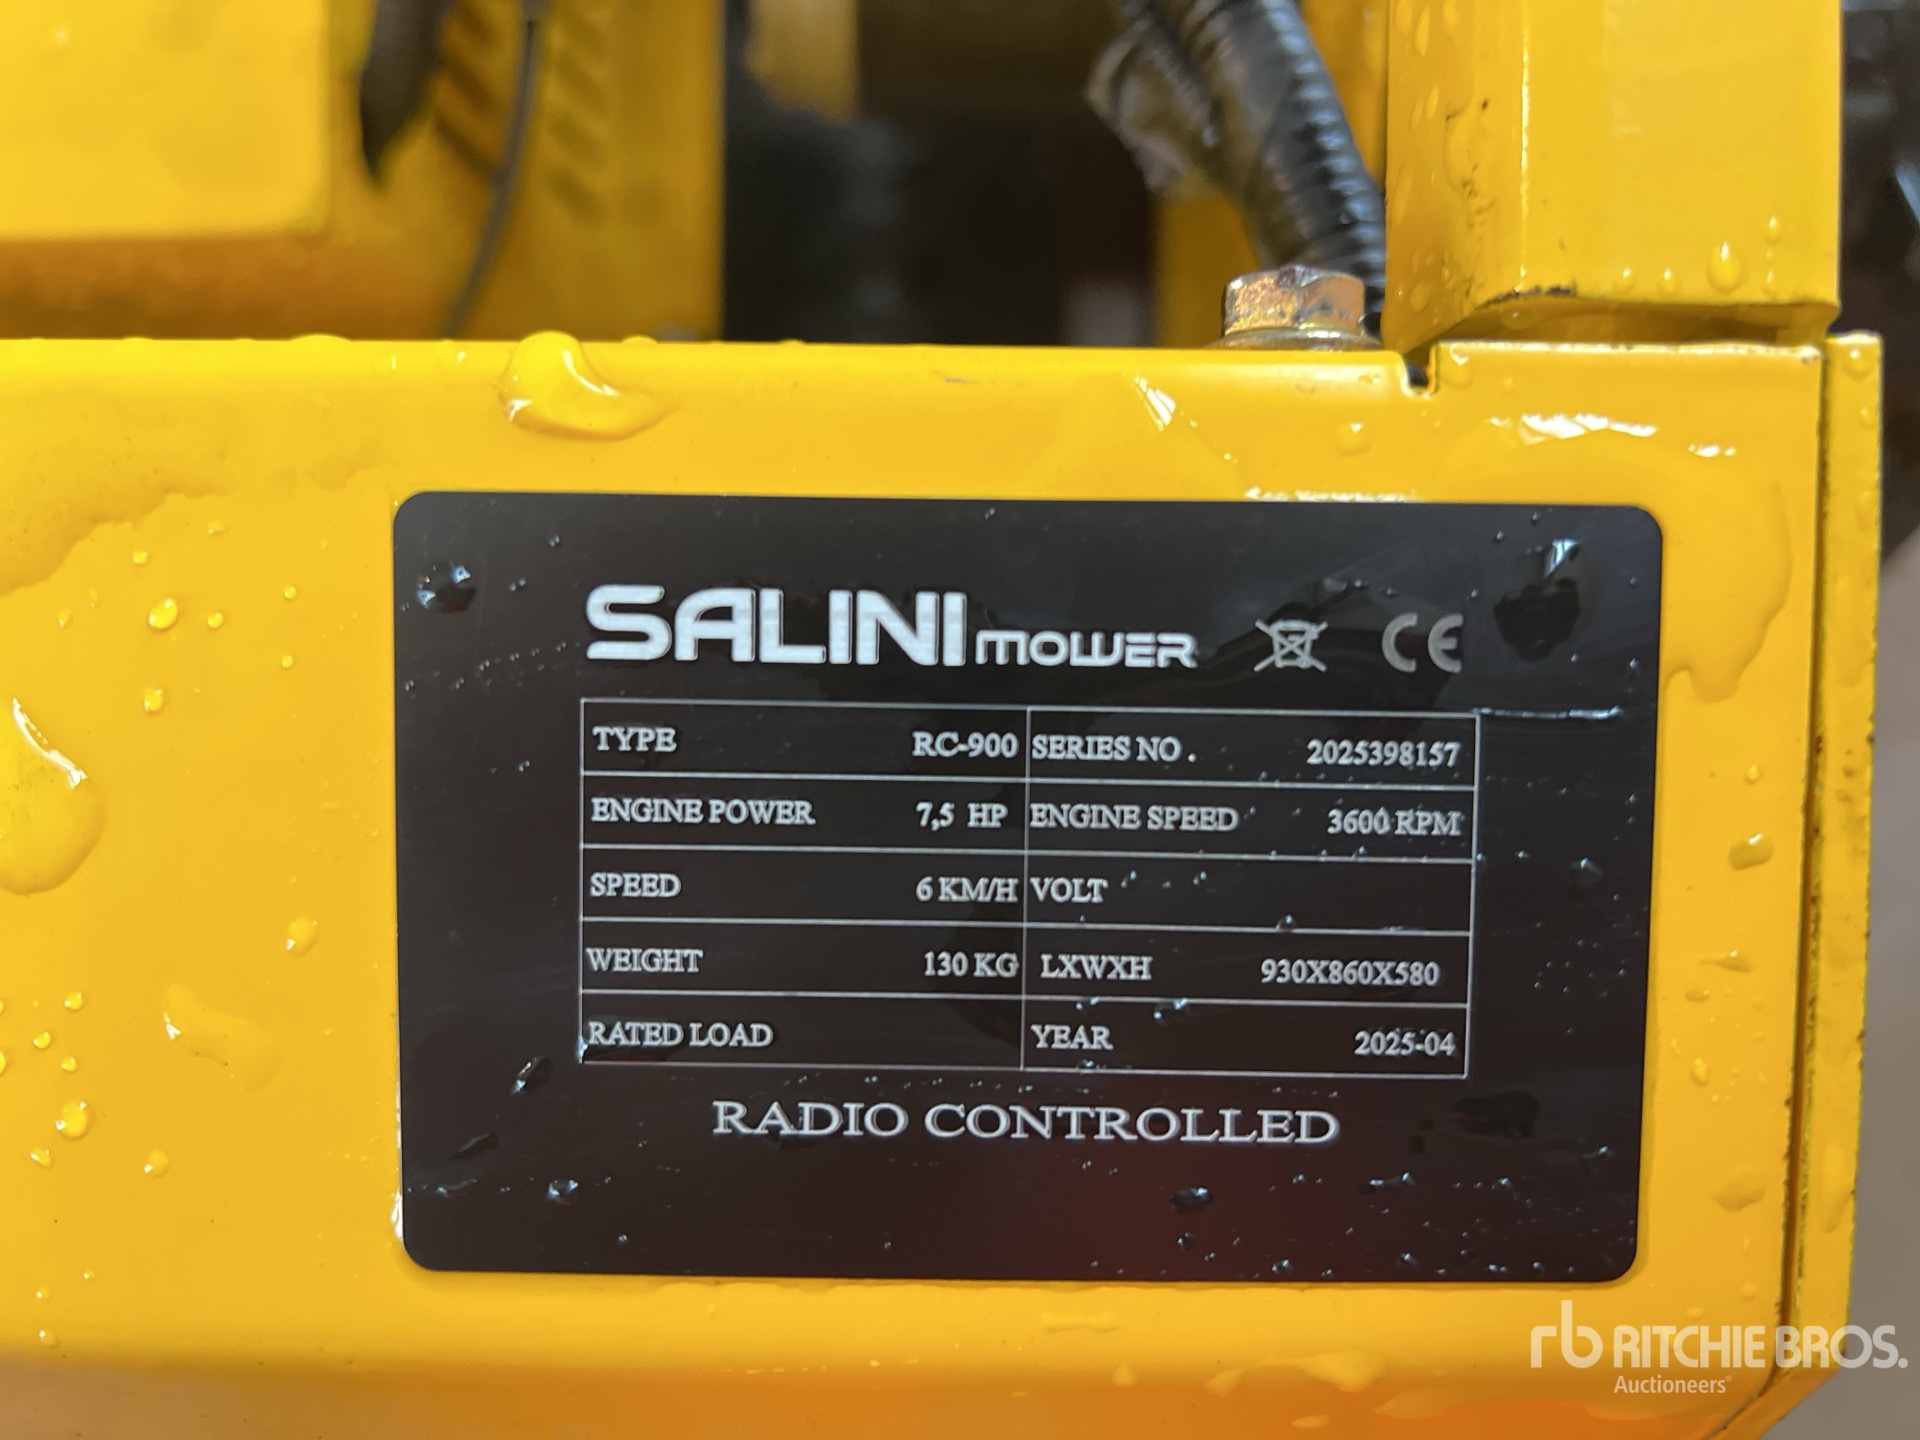 SALINI MOWER CE
TYPE RC-900 SERIES NO. 2025398157
ENGINE POWER 7,5 HP ENGINE SPEED 3600 RPM
SPEED 6 KM/H VOLT
WEIGHT 130 KG LXWXH 930X860X580
RATED LOAD YEAR 2025-04
RADIO CONTROLLED
rb RITCHIE BROS.
Auctioneers